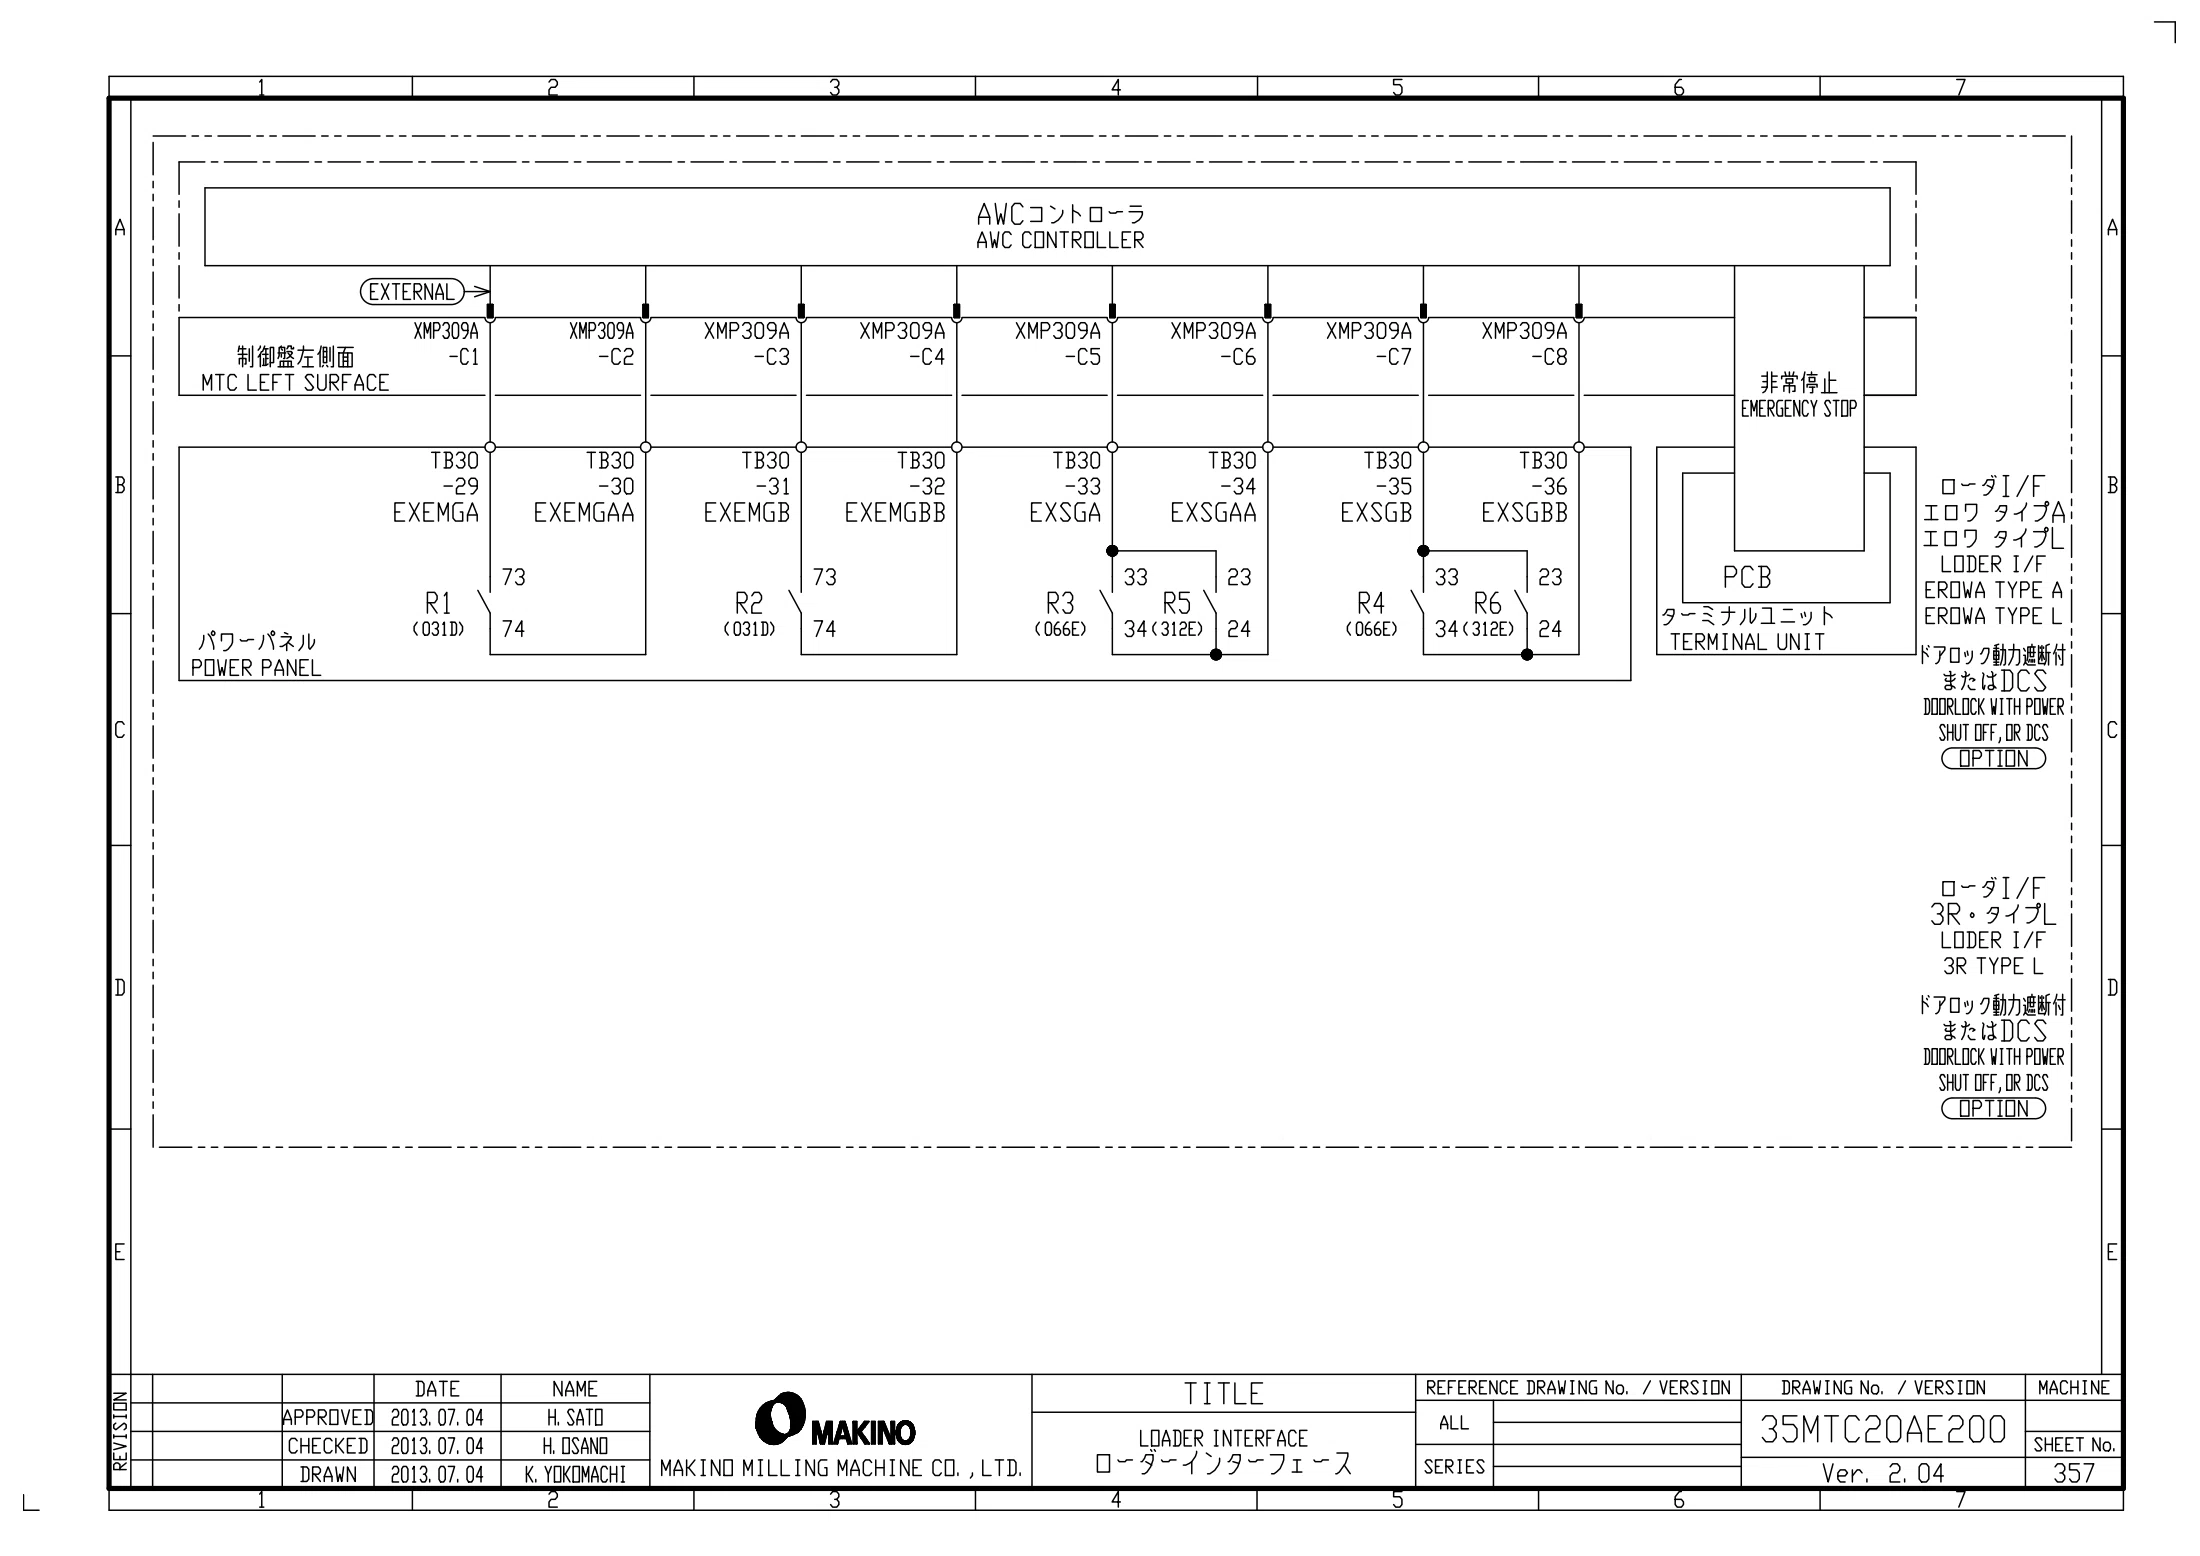 1 2 3 4 5 6 7
A A
AWCコントローラ
AWC CONTROLLER
EXTERNAL
XMP309A XMP309A XMP309A XMP309A XMP309A XMP309A XMP309A XMP309A
-C1 -C2 -C3 -C4 -C5 -C6 -C7 -C8
制御盤左側面
MTC LEFT SURFACE
非常停止
EMERGENCY STOP
B B
TB30 TB30 TB30 TB30 TB30 TB30 TB30 TB30
-29 -30 -31 -32 -33 -34 -35 -36
EXEMGA EXEMGAA EXEMGB EXEMGBB EXSGA EXSGAA EXSGB EXSGBB
73 73 33 23 33 23
R1 R2 R3 R5 R4 R6
(031D) (031D) (066E) (312E) (066E) (312E)
74 74 34 24 34 24
パワーパネル
POWER PANEL
PCB
ターミナルユニット
TERMINAL UNIT
ローダI/F
エロワ タイプA
エロワ タイプL
LODER I/F
EROWA TYPE A
EROWA TYPE L
ドアロック動力遮断付
またはDCS
DOORLOCK WITH POWER
SHUT OFF, OR DCS
OPTION
C C
ローダI/F
3R・タイプL
LODER I/F
3R TYPE L
D D
ドアロック動力遮断付
またはDCS
DOORLOCK WITH POWER
SHUT OFF, OR DCS
OPTION
E E
REVISION
DATE NAME
APPROVED 2013. 07. 04 H. SATO
CHECKED 2013. 07. 04 H. OSANO
DRAWN 2013. 07. 04 K. YOKOMACHI
MAKINO
MAKINO MILLING MACHINE CO. , LTD.
TITLE
LOADER INTERFACE
ローダーインターフェース
REFERENCE DRAWING No. / VERSION
ALL
SERIES
DRAWING No. / VERSION
35MTC20AE200
Ver. 2. 04
MACHINE
SHEET No.
357
1 2 3 4 5 6 7